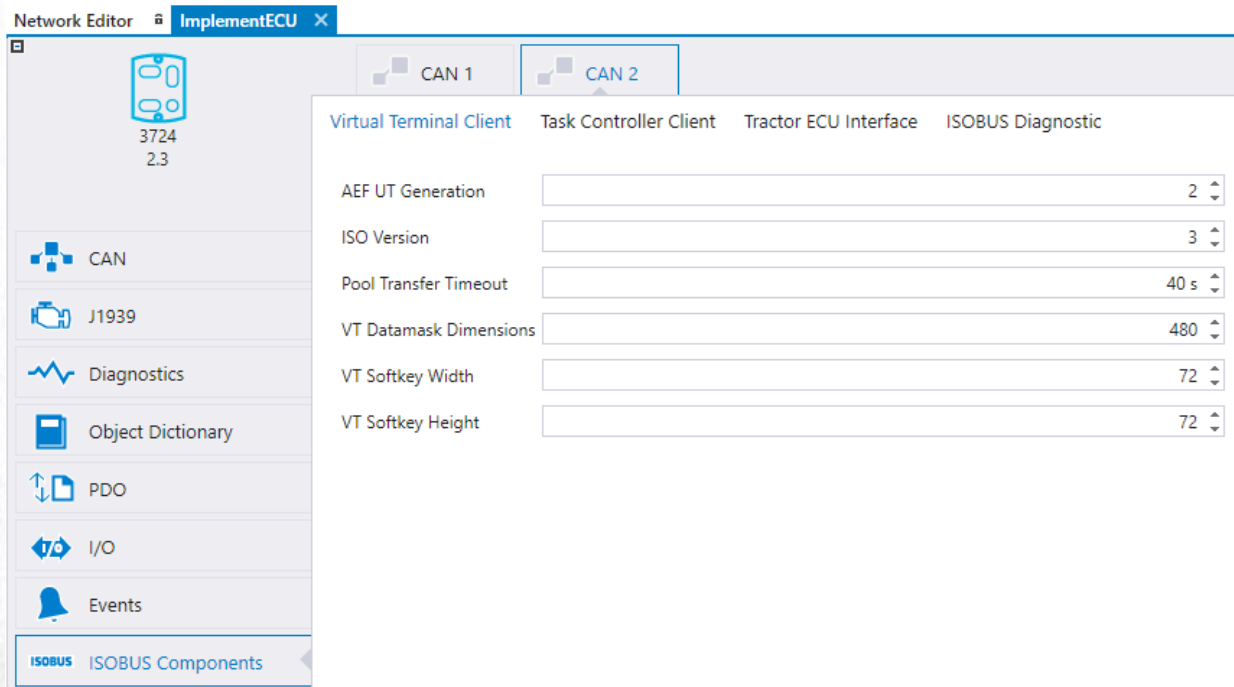 Network Editor ImplementECU
3724
2.3
CAN 1 CAN 2
Virtual Terminal Client Task Controller Client Tractor ECU Interface ISOBUS Diagnostic
AEF UT Generation 2
ISO Version 3
Pool Transfer Timeout 40 s
VT Datamask Dimensions 480
VT Softkey Width 72
VT Softkey Height 72
CAN
J1939
Diagnostics
Object Dictionary
PDO
I/O I/O
Events
ISOBUS ISOBUS Components